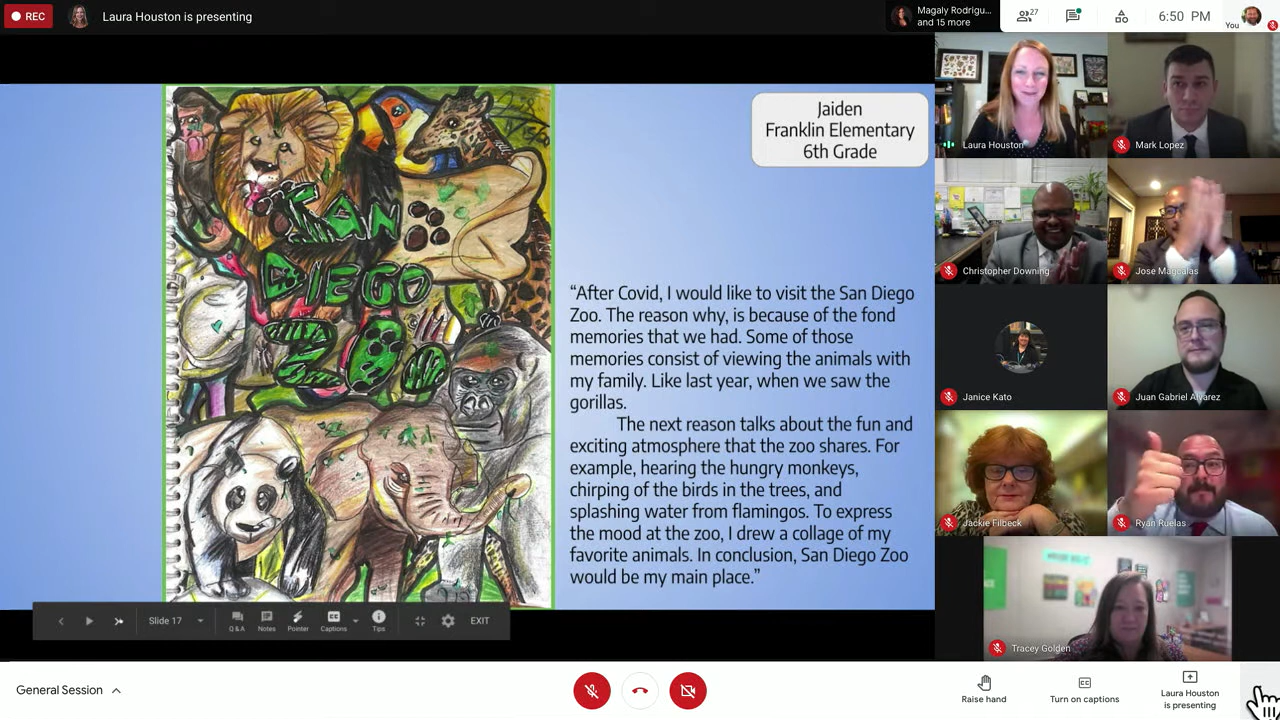 REC
Laura Houston is presenting
Magaly Rodrigu...
and 15 more
27
6:50 PM
You
Jaiden
Franklin Elementary
6th Grade
SAN
DIEGO
ZOO
“After Covid, I would like to visit the San Diego
Zoo. The reason why, is because of the fond
memories that we had. Some of those
memories consist of viewing the animals with
my family. Like last year, when we saw the
gorillas.
The next reason talks about the fun and
exciting atmosphere that the zoo shares. For
example, hearing the hungry monkeys,
chirping of the birds in the trees, and
splashing water from flamingos. To express
the mood at the zoo, I drew a collage of my
favorite animals. In conclusion, San Diego Zoo
would be my main place.”
Laura Houston
Mark Lopez
Christopher Downing
Jose Magcalas
Janice Kato
Juan Gabriel Alvarez
Jackie Filbeck
Ryan Ruelas
Tracey Golden
Slide 17
Q & A
Notes
Pointer
Captions
Tips
EXIT
General Session
Raise hand
Turn on captions
Laura Houston
is presenting